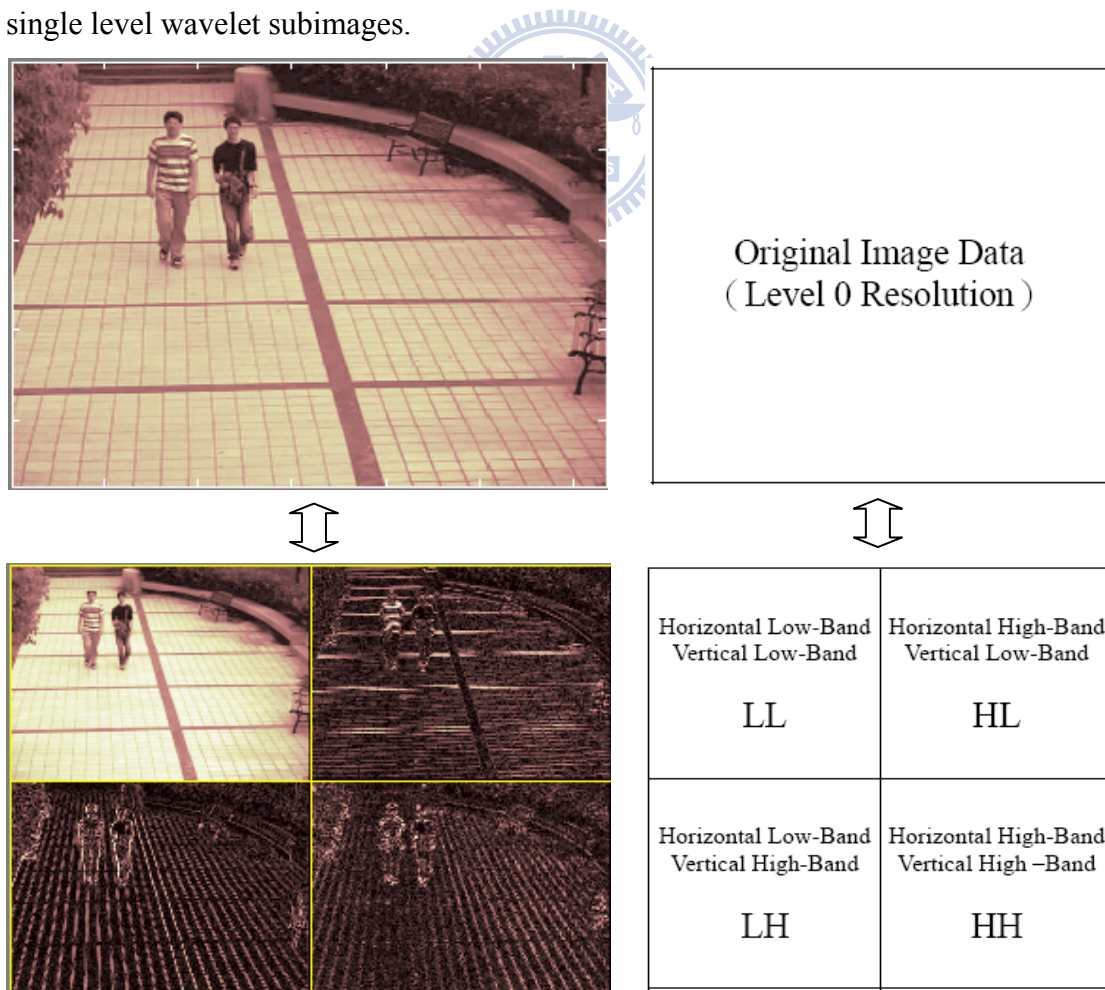 single level wavelet subimages.
Original Image Data
( Level 0 Resolution )
Horizontal Low-Band
Vertical Low-Band
LL
Horizontal High-Band
Vertical Low-Band
HL
Horizontal Low-Band
Vertical High-Band
LH
Horizontal High-Band
Vertical High –Band
HH